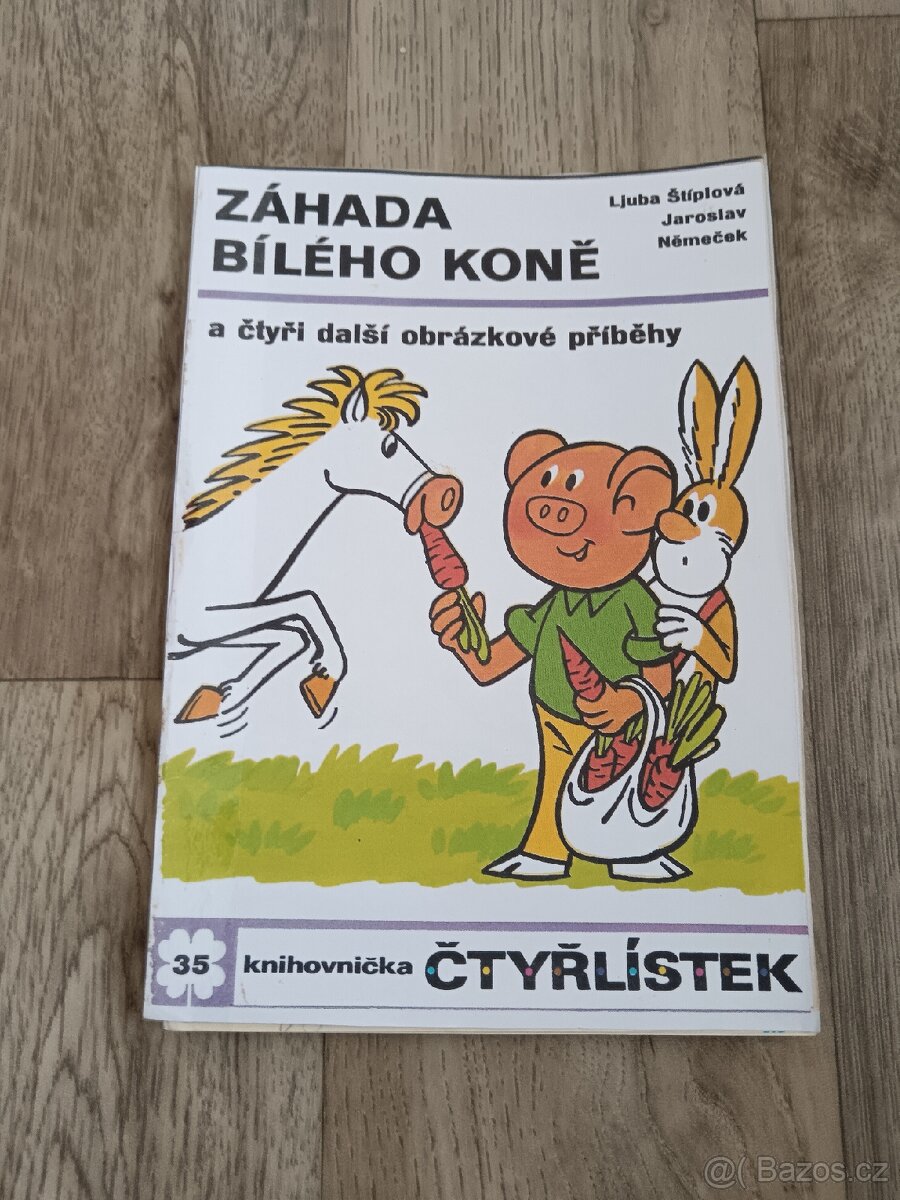 ZÁHADA
BÍLÉHO KONĚ
Ljuba Štíplová
Jaroslav
Němeček
a čtyři další obrázkové příběhy
35
knihovnička ČTYŘLÍSTEK
@( Bazos.cz